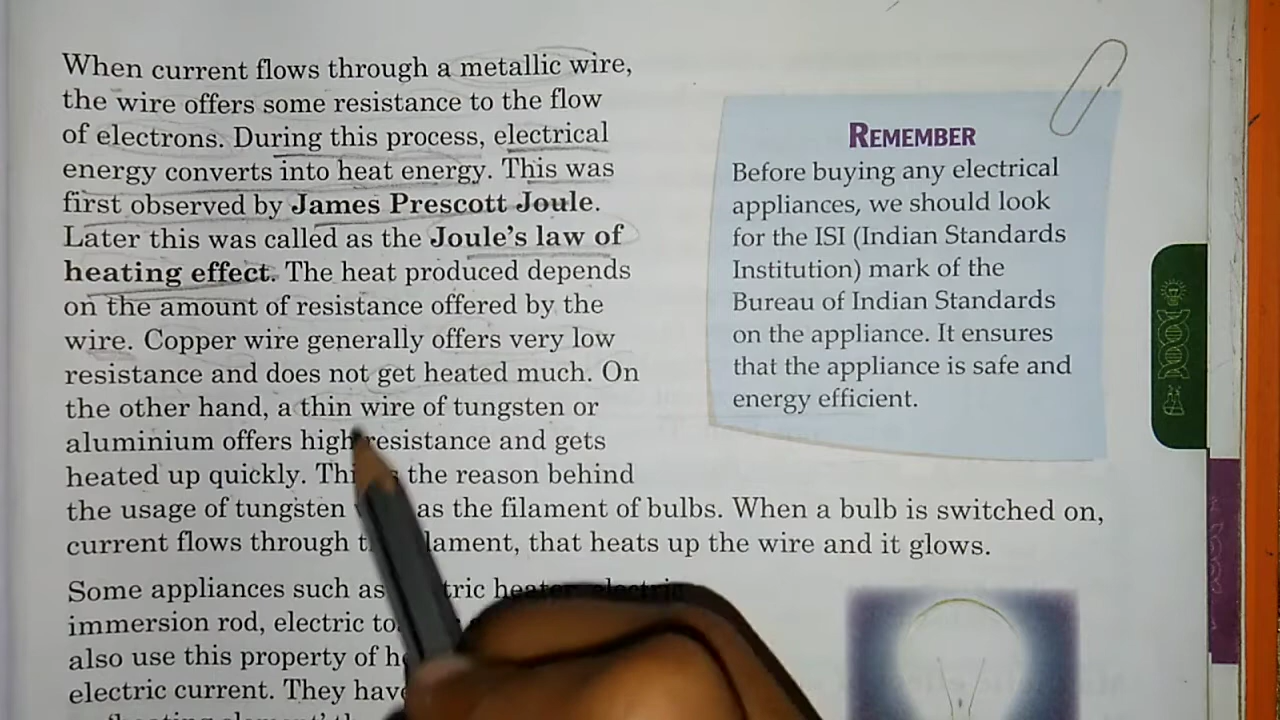 When current flows through a metallic wire,
the wire offers some resistance to the flow
of electrons. During this process, electrical
energy converts into heat energy. This was
first observed by James Prescott Joule.
Later this was called as the Joule's law of
heating effect. The heat produced depends
on the amount of resistance offered by the
wire. Copper wire generally offers very low
resistance and does not get heated much. On
the other hand, a thin wire of tungsten or
aluminium offers high resistance and gets
heated up quickly. the reason behind
the usage of tungsten as the filament of bulbs. When a bulb is switched on,
current flows through that heats up the wire and it glows.
Some appliances such as electric
immersion rod, electric
also use this property of
electric current. They have
REMEMBER
Before buying any electrical
appliances, we should look
for the ISI (Indian Standards
Institution) mark of the
Bureau of Indian Standards
on the appliance. It ensures
that the appliance is safe and
energy efficient.